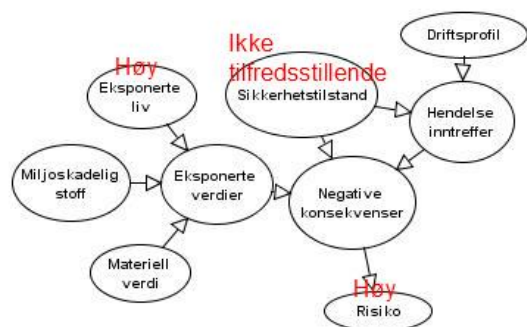 Driftsprofil
Ikke
tilfredsstillende
Sikkerhetstilstand
Høy
Eksponerte
liv
Hendelse
inntreffer
Miljoskadelig
stoff
Eksponerte
verdier
Negative
konsekvenser
Materiell
verdi
Høy
Risiko